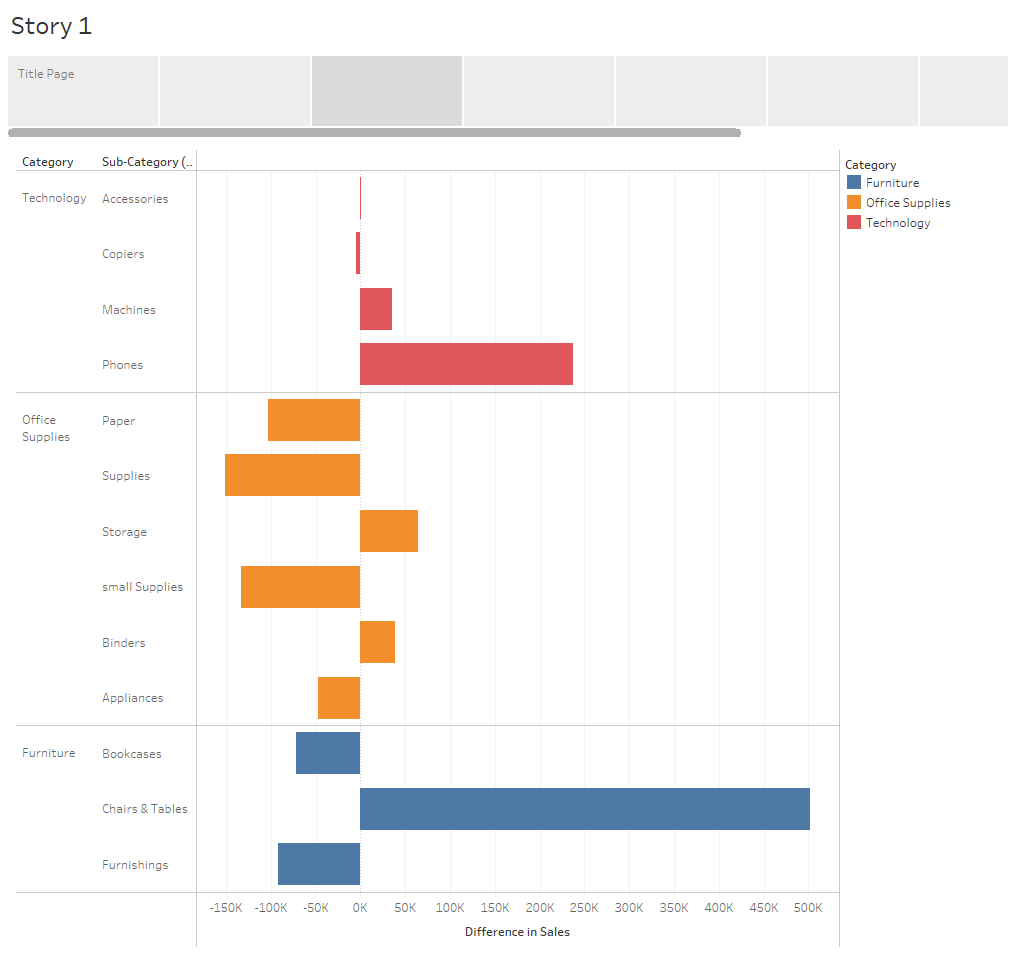 Story 1
Title Page
Category Sub-Category (..
Category
Furniture
Office Supplies
Technology
Technology Accessories
Copiers
Machines
Phones
Office
Supplies
Paper
Supplies
Storage
small Supplies
Binders
Appliances
Furniture Bookcases
Chairs & Tables
Furnishings
-150K -100K -50K 0K 50K 100K 150K 200K 250K 300K 350K 400K 450K 500K
Difference in Sales